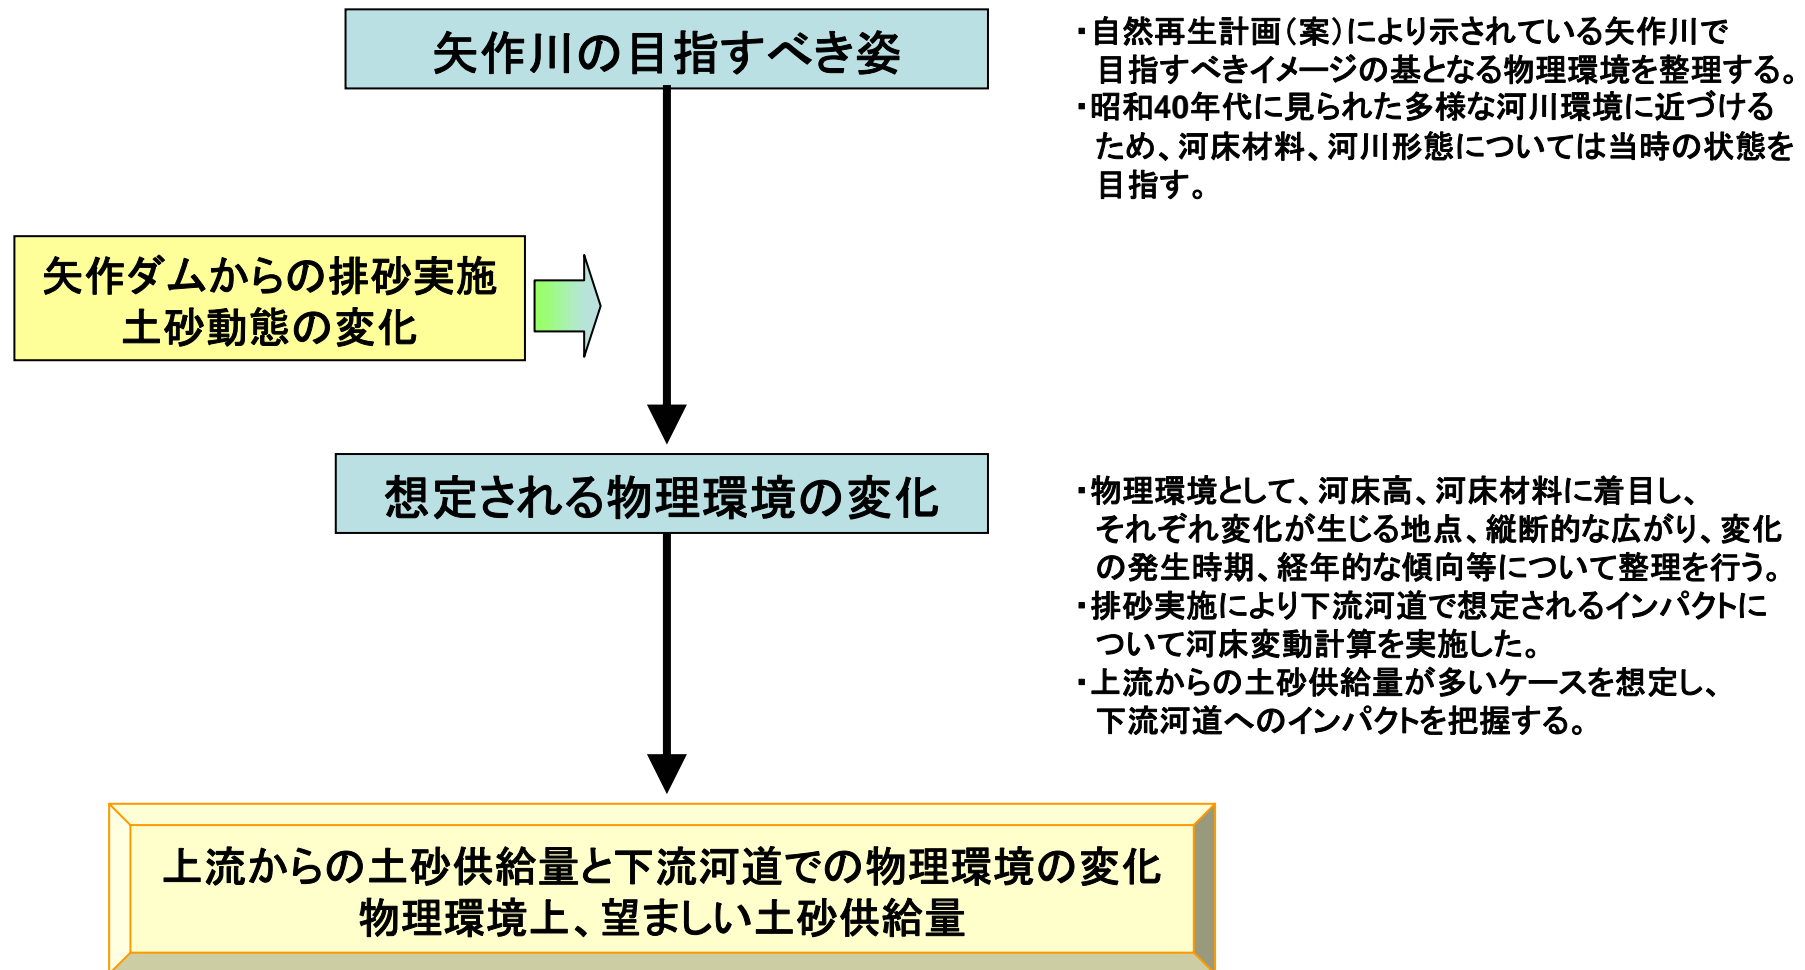 矢作川の目指すべき姿
・自然再生計画(案)により示されている矢作川で
目指すべきイメージの基となる物理環境を整理する。
・昭和40年代に見られた多様な河川環境に近づける
ため、河床材料、河川形態については当時の状態を
目指す。
矢作ダムからの排砂実施
土砂動態の変化
想定される物理環境の変化
・物理環境として、河床高、河床材料に着目し、
それぞれ変化が生じる地点、縦断的な広がり、変化
の発生時期、経年的な傾向等について整理を行う。
・排砂実施により下流河道で想定されるインパクトに
ついて河床変動計算を実施した。
・上流からの土砂供給量が多いケースを想定し、
下流河道へのインパクトを把握する。
上流からの土砂供給量と下流河道での物理環境の変化
物理環境上、望ましい土砂供給量